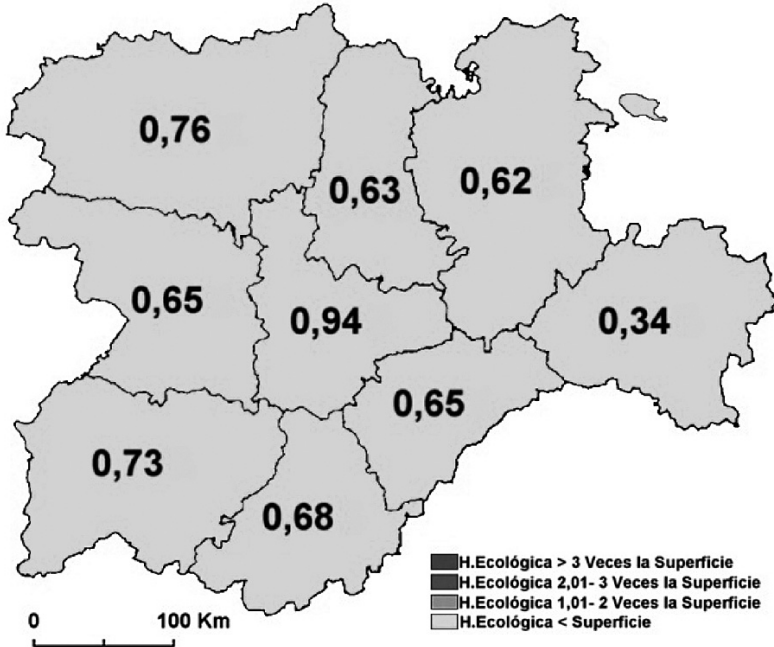 0,76
0,63
0,62
0,65
0,94
0,34
0,65
0,73
0,68
H.Ecológica > 3 Veces la Superficie
H.Ecológica 2,01- 3 Veces la Superficie
H.Ecológica 1,01- 2 Veces la Superficie
H.Ecológica < Superficie
0 100 Km